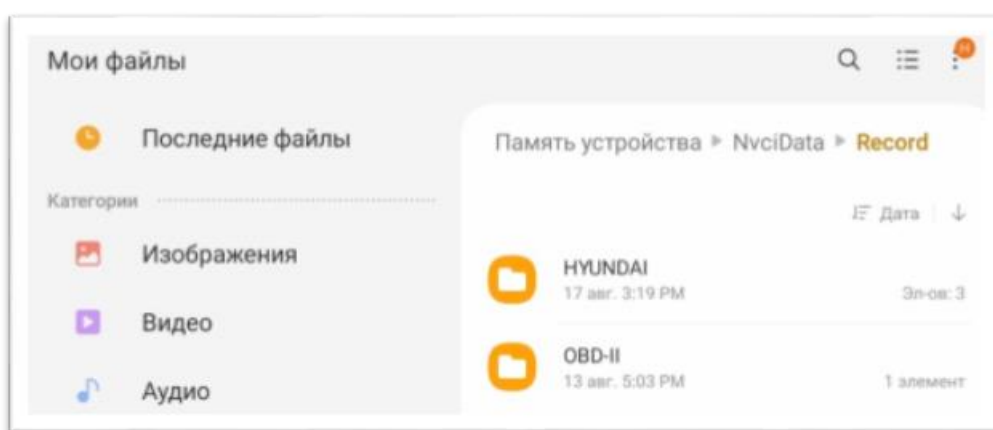 Мои файлы
Н
Последние файлы
Категории
Изображения
Видео
Аудио
Память устройства ▶ NvciData ▶ Record
Дата
HYUNDAI
17 авг. 3:19 PM
Эл-ов: 3
OBD-II
13 авг. 5:03 PM
1 элемент